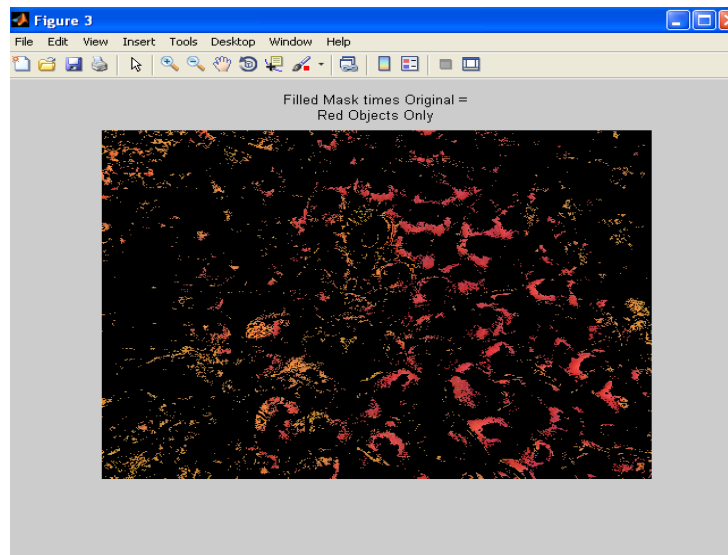 Figure 3
File Edit View Insert Tools Desktop Window Help
Filled Mask times Original =
Red Objects Only